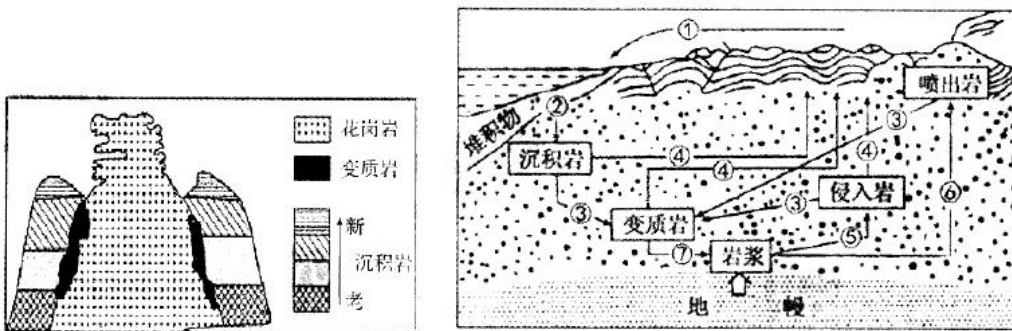 花岗岩
变质岩
新
沉积岩
老
①
喷出岩
②
堆积物
③
沉积岩
④
④
④
侵入岩
⑥
③
变质岩
③
⑤
⑦
岩浆
地幔